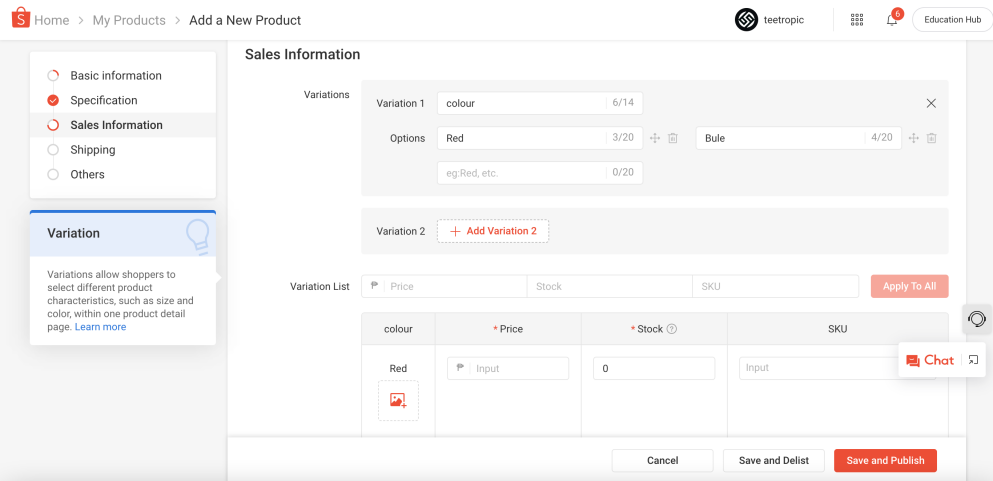 Home > My Products > Add a New Product
teetropic
6
Education Hub
Basic information
Specification
Sales Information
Shipping
Others
Variation
Variations allow shoppers to
select different product
characteristics, such as size and
color, within one product detail
page. Learn more
Sales Information
Variations
Variation 1 colour 6/14
Options Red 3/20 Bule 4/20
eg:Red, etc. 0/20
Variation 2 Add Variation 2
Variation List ₱ Price Stock SKU Apply To All
colour * Price * Stock ? SKU
Red ₱ Input 0 Input
Chat
Cancel Save and Delist Save and Publish